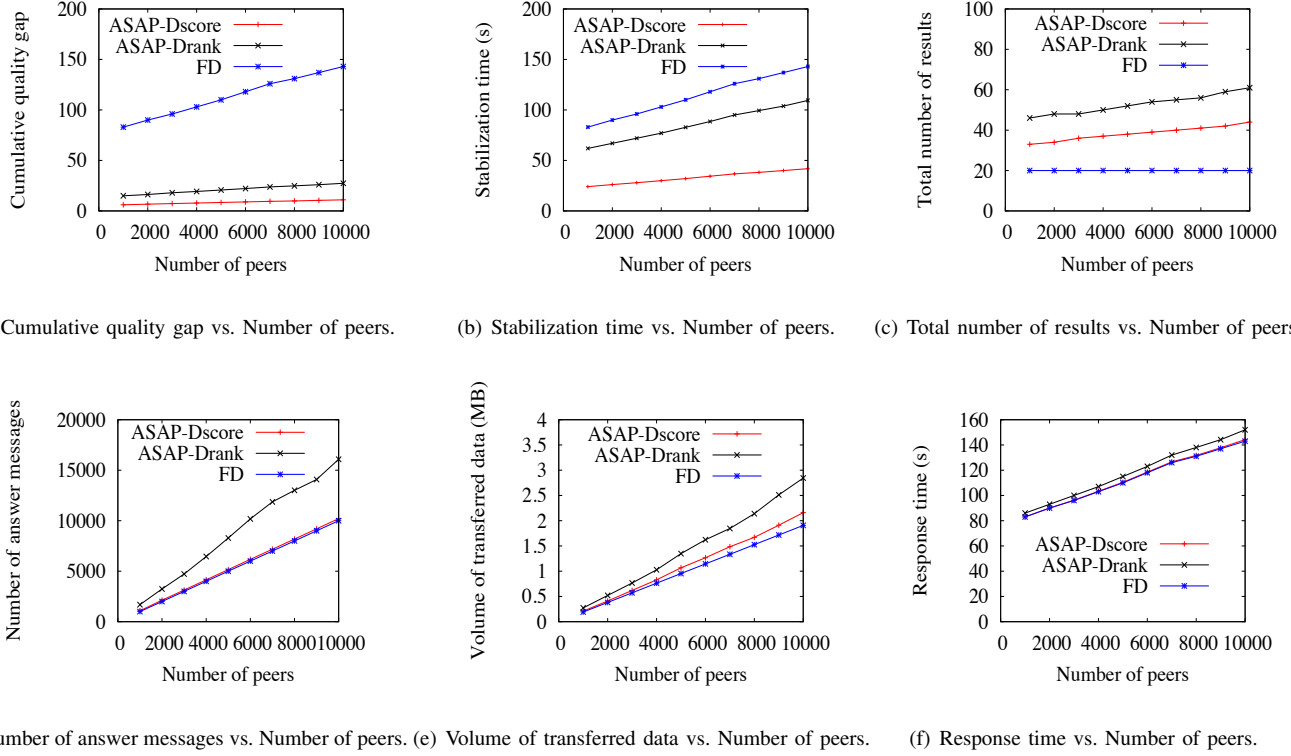 Cumulative quality gap
200
150
100
50
0
ASAP-Dscore
ASAP-Drank
FD
0 2000 4000 6000 8000 10000
Number of peers
Stabilization time (s)
200
150
100
50
0
ASAP-Dscore
ASAP-Drank
FD
0 2000 4000 6000 8000 10000
Number of peers
Total number of results
100
80
60
40
20
0
ASAP-Dscore
ASAP-Drank
FD
0 2000 4000 6000 8000 10000
Number of peers
Cumulative quality gap vs. Number of peers.
(b) Stabilization time vs. Number of peers.
(c) Total number of results vs. Number of peers
Number of answer messages
20000
15000
10000
5000
0
ASAP-Dscore
ASAP-Drank
FD
0 2000 4000 6000 8000 10000
Number of peers
Volume of transferred data (MB)
4
3.5
3
2.5
2
1.5
1
0.5
0
ASAP-Dscore
ASAP-Drank
FD
0 2000 4000 6000 8000 10000
Number of peers
Response time (s)
160
140
120
100
80
60
40
20
0
ASAP-Dscore
ASAP-Drank
FD
0 2000 4000 6000 8000 10000
Number of peers
umber of answer messages vs. Number of peers.
(e) Volume of transferred data vs. Number of peers.
(f) Response time vs. Number of peers.